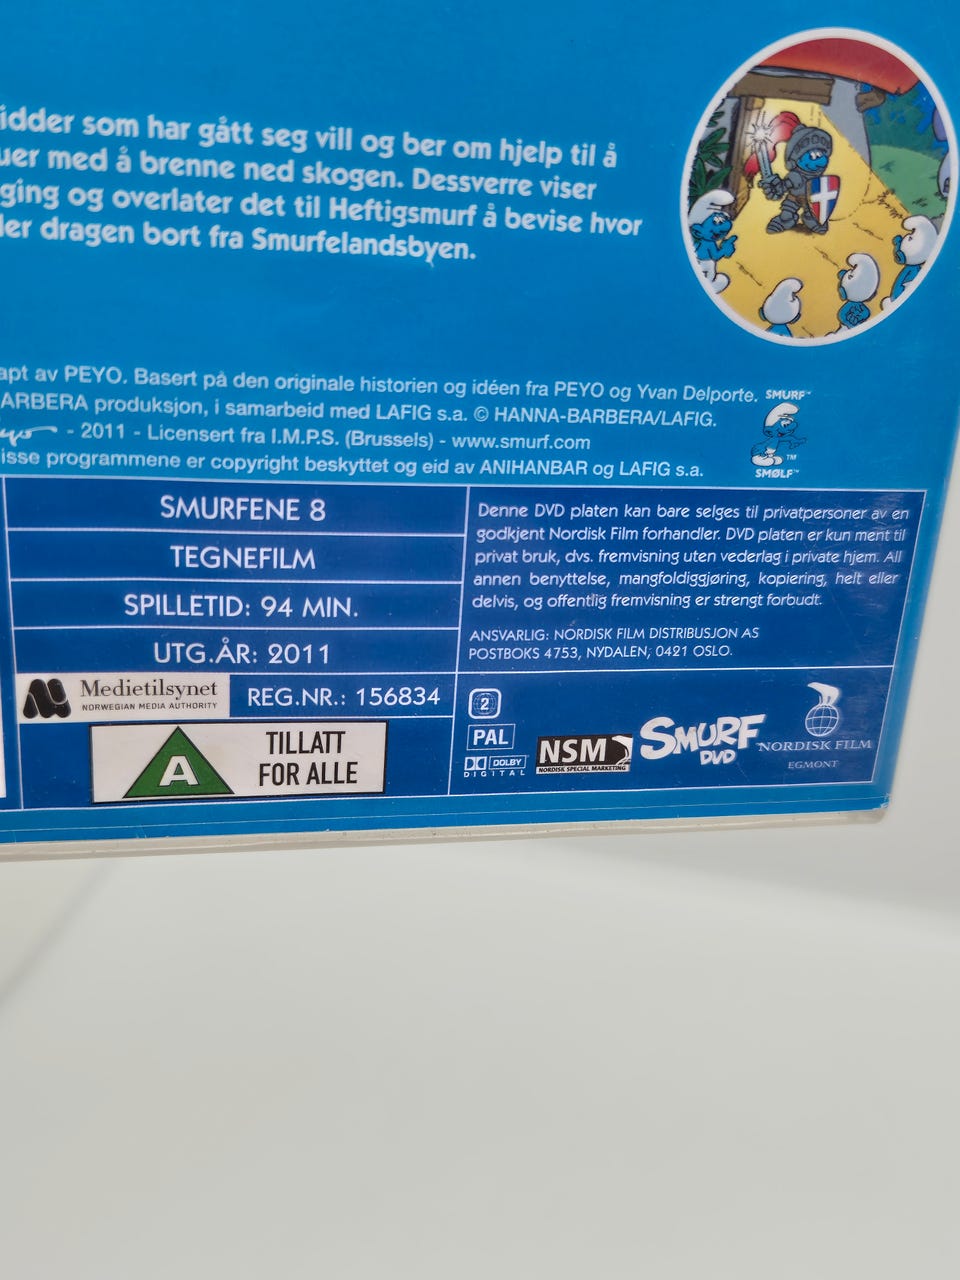 idder som har gått seg vill og ber om hjelp til å
uer med å brenne ned skogen. Dessverre viser
ging og overlater det til Heftigsmurf å bevise hvor
ler dragen bort fra Smurfelandsbyen.
apt av PEYO. Basert på den originale historien og idéen fra PEYO og Yvan Delporte.
ARBERA produksjon, i samarbeid med LAFIG s.a. © HANNA-BARBERA/LAFIG.
- 2011 - Licensert fra I.M.P.S. (Brussels) - www.smurf.com
isse programmene er copyright beskyttet og eid av ANIHANBAR og LAFIG s.a.
SMURF™
TM
SMØLF™
SMURFENE 8
TEGNEFILM
SPILLETID: 94 MIN.
UTG.ÅR: 2011
Medietilsynet
NORWEGIAN MEDIA AUTHORITY
REG.NR.: 156834
A
TILLATT
FOR ALLE
Denne DVD platen kan bare selges til privatpersoner av en
godkjent Nordisk Film forhandler. DVD platen er kun ment til
privat bruk, dvs. fremvisning uten vederlag i private hjem. All
annen benyttelse, mangfoldiggjøring, kopiering, helt eller
delvis, og offentlig fremvisning er strengt forbudt.
ANSVARLIG: NORDISK FILM DISTRIBUSJON AS
POSTBOKS 4753, NYDALEN, 0421 OSLO.
2
PAL
DOLBY
DIGITAL
NSM
NORDISK SPECIAL MARKETING
SMURF
DVD
NORDISK FILM
EGMONT